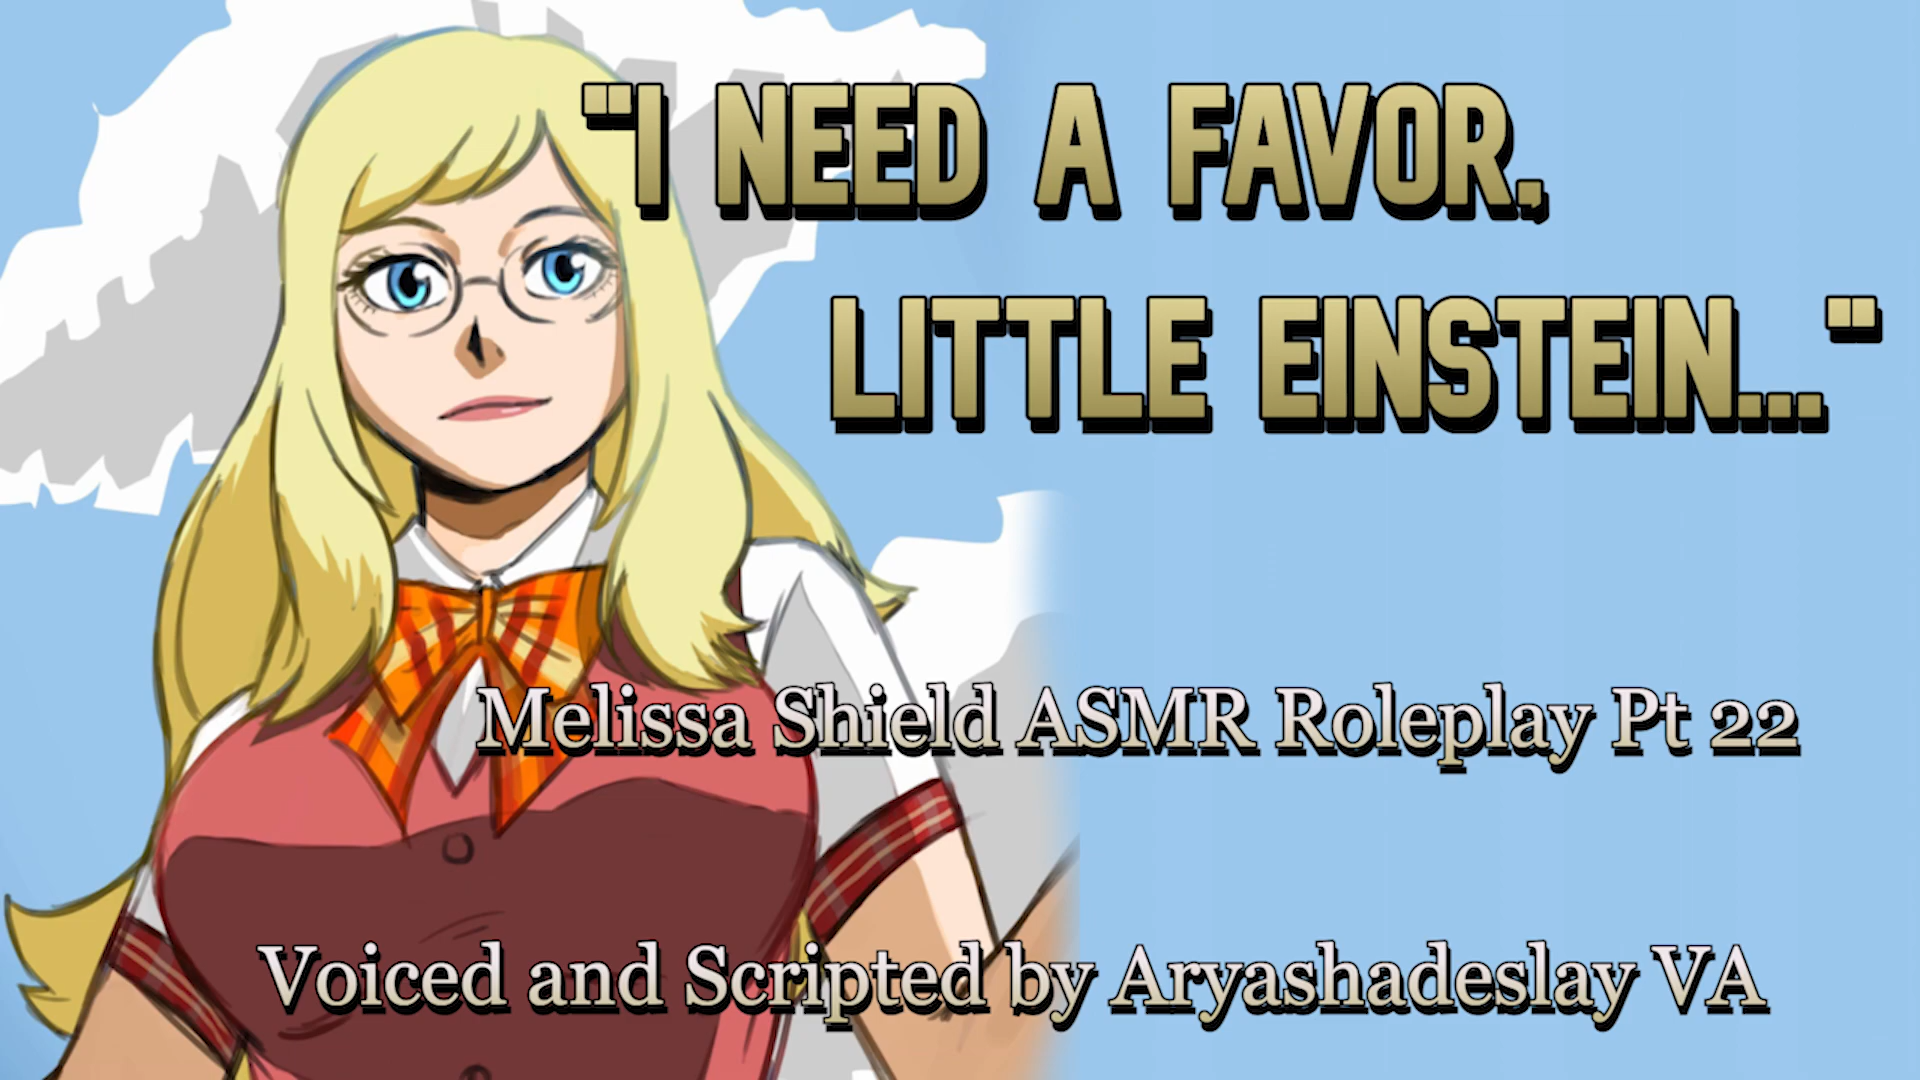 "I NEED A FAVOR,
LITTLE EINSTEIN..."
Melissa Shield ASMR Roleplay Pt 22
Voiced and Scripted by Aryashadeslay VA